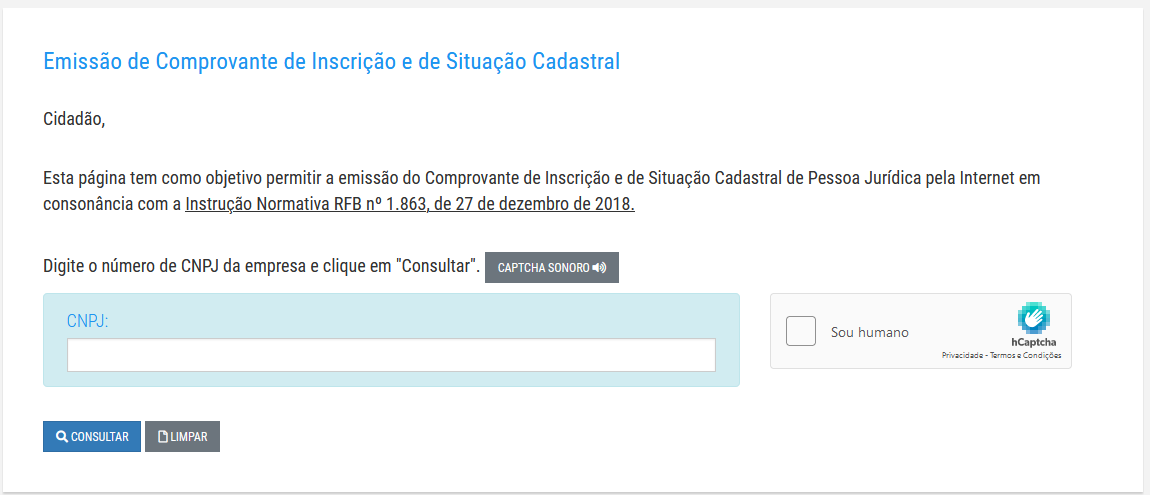 Emissão de Comprovante de Inscrição e de Situação Cadastral
Cidadão,
Esta página tem como objetivo permitir a emissão do Comprovante de Inscrição e de Situação Cadastral de Pessoa Jurídica pela Internet em
consonância com a Instrução Normativa RFB nº 1.863, de 27 de dezembro de 2018.
Digite o número de CNPJ da empresa e clique em "Consultar". CAPTCHA SONORO
CNPJ:
Sou humano
hCaptcha
Privacidade - Termos e Condições
CONSULTAR LIMPAR